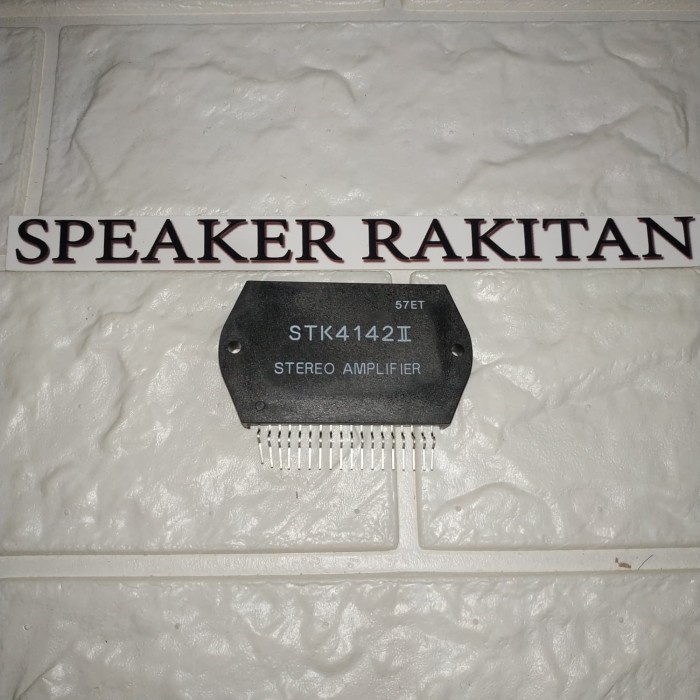 SPEAKER RAKITAN
57ET
STK4142II
STEREO AMPLIFIER